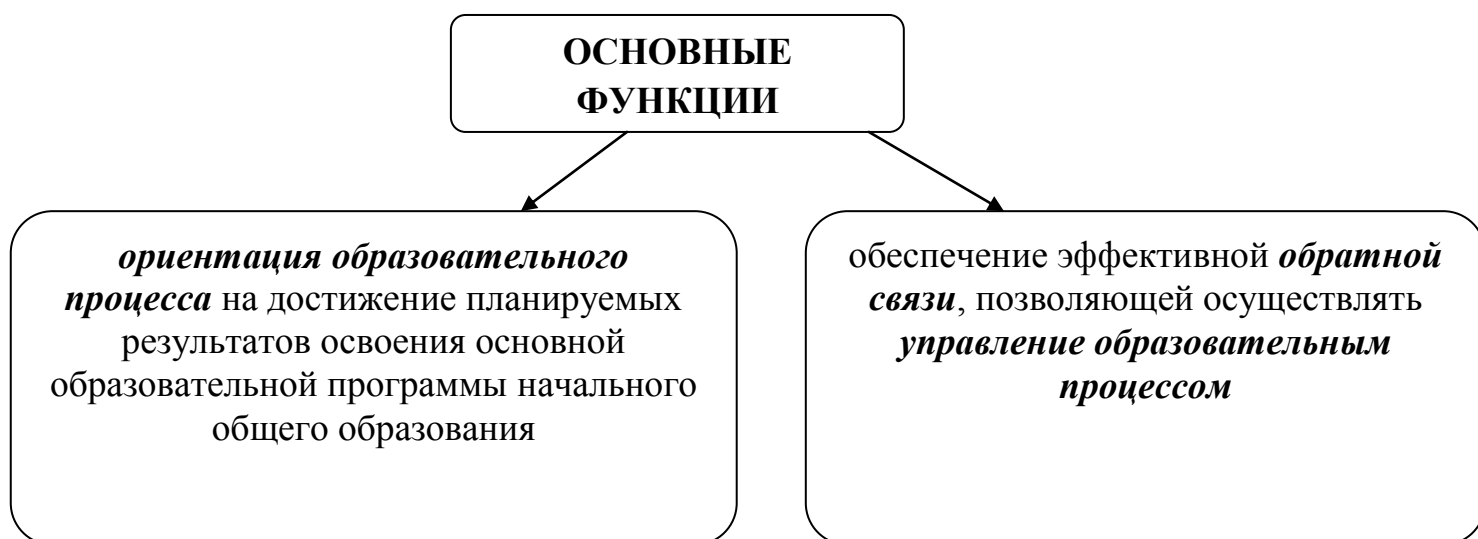 ОСНОВНЫЕ
ФУНКЦИИ
ориентация образовательного
процесса на достижение планируемых
результатов освоения основной
образовательной программы начального
общего образования
обеспечение эффективной обратной
связи, позволяющей осуществлять
управление образовательным
процессом